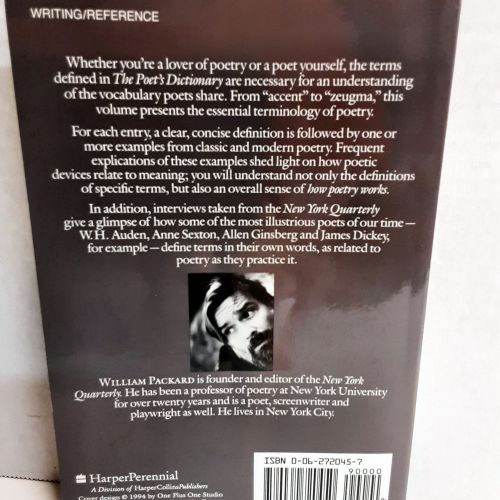 WRITING/REFERENCE
Whether you're a lover of poetry or a poet yourself, the terms
defined in The Poet's Dictionary are necessary for an understanding
of the vocabulary poets share. From “accent” to “zeugma,” this
volume presents the essential terminology of poetry.
For each entry, a clear, concise definition is followed by one or
more examples from classic and modern poetry. Frequent
explications of these examples shed light on how poetic
devices relate to meaning; you will understand not only the definitions
of specific terms, but also an overall sense of how poetry works.
In addition, interviews taken from the New York Quarterly
give a glimpse of how some of the most illustrious poets of our time —
W.H. Auden, Anne Sexton, Allen Ginsberg and James Dickey,
for example — define terms in their own words, as related to
poetry as they practice it.
WILLIAM PACKARD is founder and editor of the New York
Quarterly. He has been a professor of poetry at New York University
for over twenty years and is a poet, screenwriter and
playwright as well. He lives in New York City.
ISBN 0-06-272045-7
90000
HarperPerennial
A Division of HarperCollinsPublishers
Cover design © 1994 by One Plus One Studio